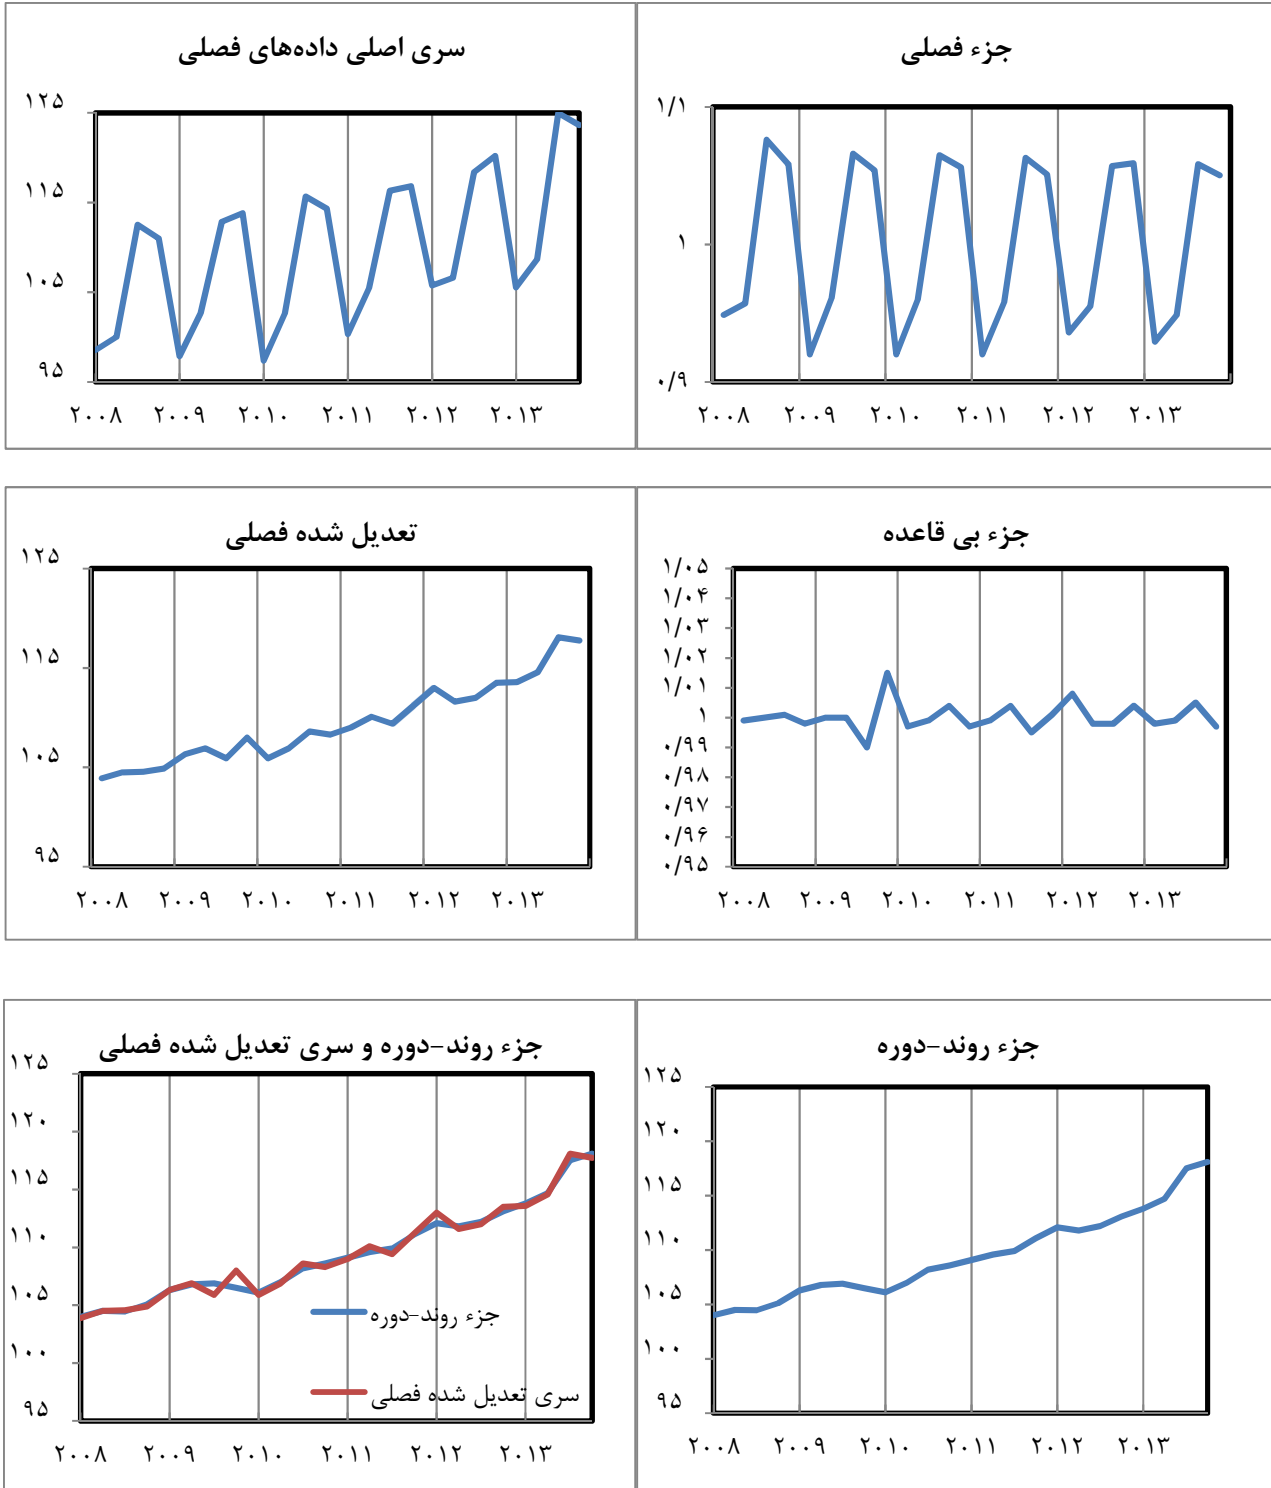 سری اصلی داده‌های فصلی
۱۲۵
۱۱۵
۱۰۵
۹۵
۲۰۰۸ ۲۰۰۹ ۲۰۱۰ ۲۰۱۱ ۲۰۱۲ ۲۰۱۳
جزء فصلی
۱/۱
۱
۰/۹
۲۰۰۸ ۲۰۰۹ ۲۰۱۰ ۲۰۱۱ ۲۰۱۲ ۲۰۱۳
تعدیل شده فصلی
۱۲۵
۱۱۵
۱۰۵
۹۵
۲۰۰۸ ۲۰۰۹ ۲۰۱۰ ۲۰۱۱ ۲۰۱۲ ۲۰۱۳
جزء بی قاعده
۱/۰۵
۱/۰۴
۱/۰۳
۱/۰۲
۱/۰۱
۱
۰/۹۹
۰/۹۸
۰/۹۷
۰/۹۶
۰/۹۵
۲۰۰۸ ۲۰۰۹ ۲۰۱۰ ۲۰۱۱ ۲۰۱۲ ۲۰۱۳
جزء روند-دوره و سری تعدیل شده فصلی
۱۲۵
۱۲۰
۱۱۵
۱۱۰
۱۰۵
۱۰۰
۹۵
جزء روند-دوره
سری تعدیل شده فصلی
۲۰۰۸ ۲۰۰۹ ۲۰۱۰ ۲۰۱۱ ۲۰۱۲ ۲۰۱۳
جزء روند-دوره
۱۲۵
۱۲۰
۱۱۵
۱۱۰
۱۰۵
۱۰۰
۹۵
۲۰۰۸ ۲۰۰۹ ۲۰۱۰ ۲۰۱۱ ۲۰۱۲ ۲۰۱۳